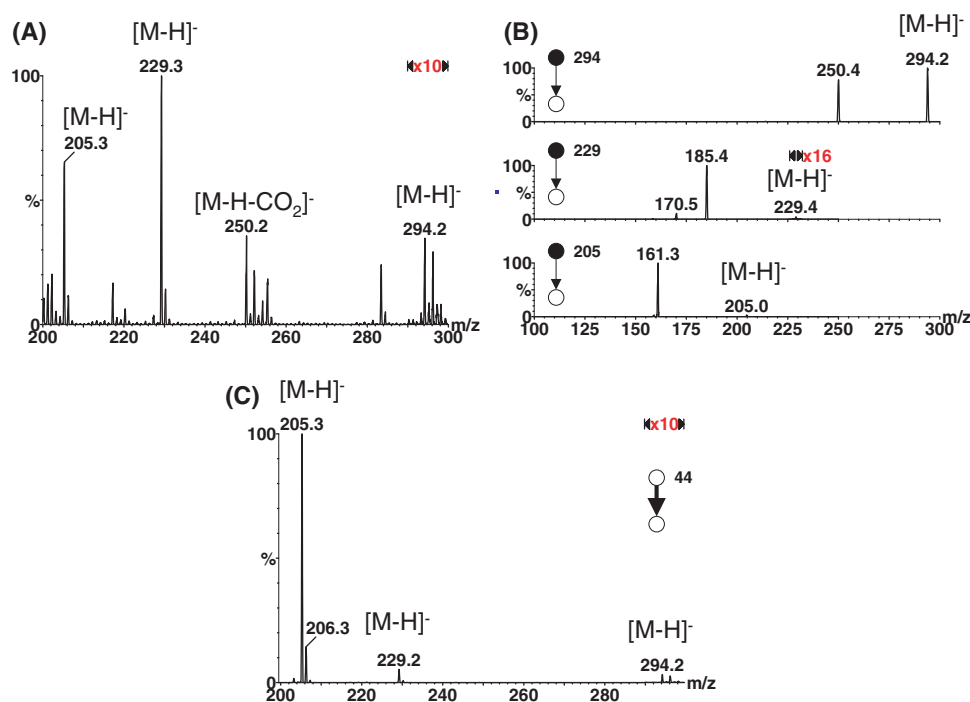 (A)
[M-H]-
229.3
x10
100
[M-H]-
205.3
%
[M-H-CO2]-
250.2
[M-H]-
294.2
0
m/z
200 220 240 260 280 300
(B)
[M-H]-
294
100
%
0
250.4
294.2
229
100
%
0
170.5
185.4
x16
[M-H]-
229.4
205
100
%
0
161.3
[M-H]-
205.0
m/z
100 125 150 175 200 225 250 275 300
(C)
[M-H]-
205.3
x10
100
44
%
206.3
[M-H]-
229.2
[M-H]-
294.2
0
m/z
200 220 240 260 280